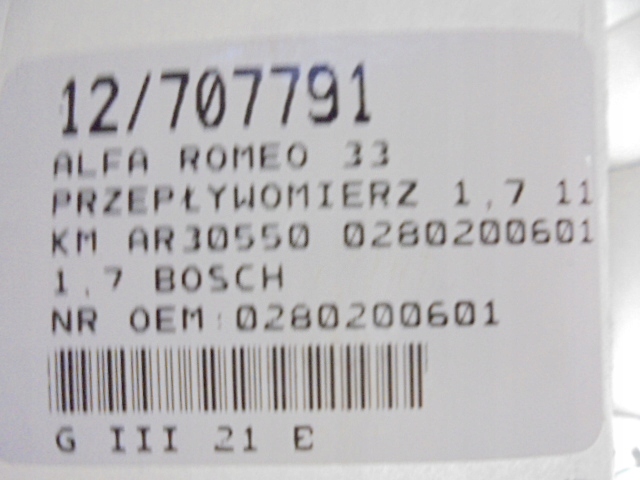 12/707791
ALFA ROMEO 33
PRZEPŁYWOMIERZ 1,7 11
KM AR30550 0280200601
1,7 BOSCH
NR OEM:0280200601
G III 21 E